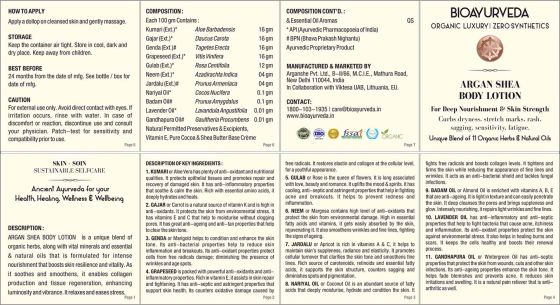 HOW TO APPLY
Apply a dollop on cleansed skin and gently massage.
STORAGE
Keep the container air tight. Store in cool, dark and
dry place. Keep away from children.
BEST BEFORE
24 months from the date of mfg. See bottle / box for
date of mfg.
CAUTION
For external use only. Avoid direct contact with eyes. If
irritation occurs, rinse with water. In case of
discomfort or reaction, discontinue and consult
your physician. Patch-test for sensitivity and
compatibility prior to use.
Page 5
COMPOSITION :
Each 100 gm Contains :
Kumari (Ext.)* Aloe Barbadensis 16 gm
Gajar (Ext.)* Daucus Carota 16 gm
Genda (Ext.)# Tagetes Erecta 16 gm
Grapeseed (Ext.)* Vitis Vinifera 16 gm
Gulab (Ext.)* Rosa Centifolia 12 gm
Neem (Ext.)* Azadirachta Indica 04 gm
Jardalu (Ext.)# Prunus Armeniaca 04 gm
Nariyal Oil* Cocos Nucifera 0.1 gm
Badam Oil# Prunus Amygdalus 0.1 gm
Lavender Oil* Lavandula Angustifolia 0.01 gm
Gandhapura Oil# Gaultheria Procumbens 0.01 gm
Natural Permitted Preservatives & Excipients,
Vitamin E, Pure Cocoa & Shea Butter Base Crème
Page 6
COMPOSITION CONT'D. :
& Essential Oil Aromas QS
* API (Ayurvedic Pharmacopoeia of India)
# BPN (Bhava Prakash Nighantu)
Ayurvedic Proprietary Product
MANUFACTURED & MARKETED BY
Arganshe Pvt. Ltd., B-II/66, M.C.I.E., Mathura Road,
New Delhi 110044, India
In Collaboration with Viktesa UAB, Lithuania, EU.
CONTACT:
1800-103-1935 | care@bioayurveda.in
www.bioayurveda.in
ISO
GMP
fssai
ORGANIC
Page 7
BIOAYURVEDA
ORGANIC LUXURY | ZERO SYNTHETICS
ARGAN SHEA
BODY LOTION
For Deep Nourishment & Skin Strength
Curbs dryness, stretch marks, rash,
sagging, sensitivity, fatigue.
Unique Blend of 11 Organic Herbs & Natural Oils
SKIN - SOFE
SUSTAINABLE SELFCARE
Ancient Ayurveda for your
Health, Healing, Wellness & Wellbeing
DESCRIPTION:
ARGAN SHEA BODY LOTION is a unique blend of
organic herbs, along with vital minerals and essential
& natural oils that is formulated for intense
nourishment that boosts skin resilience and vitality. As
it soothes and smoothens, it enables collagen
production and tissue regeneration, enhancing
luminosity and vibrance. It relaxes and eases stress.
Page 1
DESCRIPTION OF KEY INGREDIENTS :
1. KUMARI or Aloe Vera has plenty of anti-oxidant and nutritional
qualities. It protects epithelial tissues and promotes repair and
recovery of damaged skin. It has anti-inflammatory properties
that soothe & calm the skin. Rich with essential amino acids, it
deeply hydrates and heals.
2. GAJAR or Carrot is a natural source of vitamin K and is high in
anti-oxidants. It protects the skin from environmental stress. It
has vitamins E and C that help to moisturise without clogging
pores. It has potent anti-ageing and anti-tan properties that help
to clear the skin deeply.
3. GENDA or Marigold helps to condition and enhance the skin
tone. Its anti-bacterial properties help to reduce skin
inflammation and breakouts. Its anti-oxidant properties protect
cells from free radicals damage; diminishing the presence of
wrinkles and age spots.
4. GRAPESEED is packed with powerful anti-oxidants and anti-
inflammatory properties. Rich in vitamin E, it assists in skin repair
and tightening. It has anti-septic and astringent properties that
protect skin health. Its counters oxidative damage caused by
Page 2
free radicals. It restores elastin and collagen at the cellular level,
for a youthful appearance.
5. GULAB or Rose is the queen of flowers. It is long associated
with love, beauty and romance. It uplifts the mood & spirits. It has
cooling, anti-septic and astringent properties that help in fighting
acne and breakouts. It helps to prevent redness and
inflammation.
6. NEEM or Margosa contains high level of anti-oxidants that
protect the skin from environmental damage. High in essential
fatty acids and vitamins, it gets easily absorbed by the skin,
rejuvenating it. It also smoothens wrinkles and fine lines, fighting
the signs of ageing.
7. JARDALU or Apricot is rich in vitamins A & C, it helps to
maintain skin's suppleness, radiance and elasticity. It promotes
cellular turnover that clarifies the skin tone and smoothens fine
lines. Rich source of carotenoids, retinoids and essential fatty
acids, it supports the skin structure, counters sagging and
diminishes spots and pigmentation.
8. NARIYAL OIL or Coconut Oil is an abundant source of fatty
acids that deeply moisturise, hydrate and condition the skin. It
Page 3
fights free radicals and boosts collagen levels. It tightens and
firms the skin while reducing the appearance of fine lines and
wrinkles. It acts as an anti-bacterial shield and tackles fungal
infections.
9. BADAM OIL or Almond Oil is enriched with vitamins A, B, E
that are anti-ageing. It is light in texture and can easily penetrate
the skin. It deep cleanses the pores and brings suppleness and
glow. Intensely nourishing, it repairs light wrinkles and fine lines.
10. LAVENDER OIL has anti-inflammatory and anti-septic
properties that help to fight bacteria that cause acne, itchiness
and inflammation. Its anti-oxidant properties protect the skin
against environmental stress. It also helps in healing burns and
scars. It keeps the cells healthy and boosts their renewal
process.
11. GANDHAPURA OIL or Wintergreen Oil has anti-septic
properties that protect the skin from wounds, cuts and other skin
infections. Its anti-ageing properties enhance the skin tone. It
helps fade blemishes and prevents acne. It reduces skin
irritations and swelling. It is a natural pain reliever that is anti-
arthritic as well.
Page 4